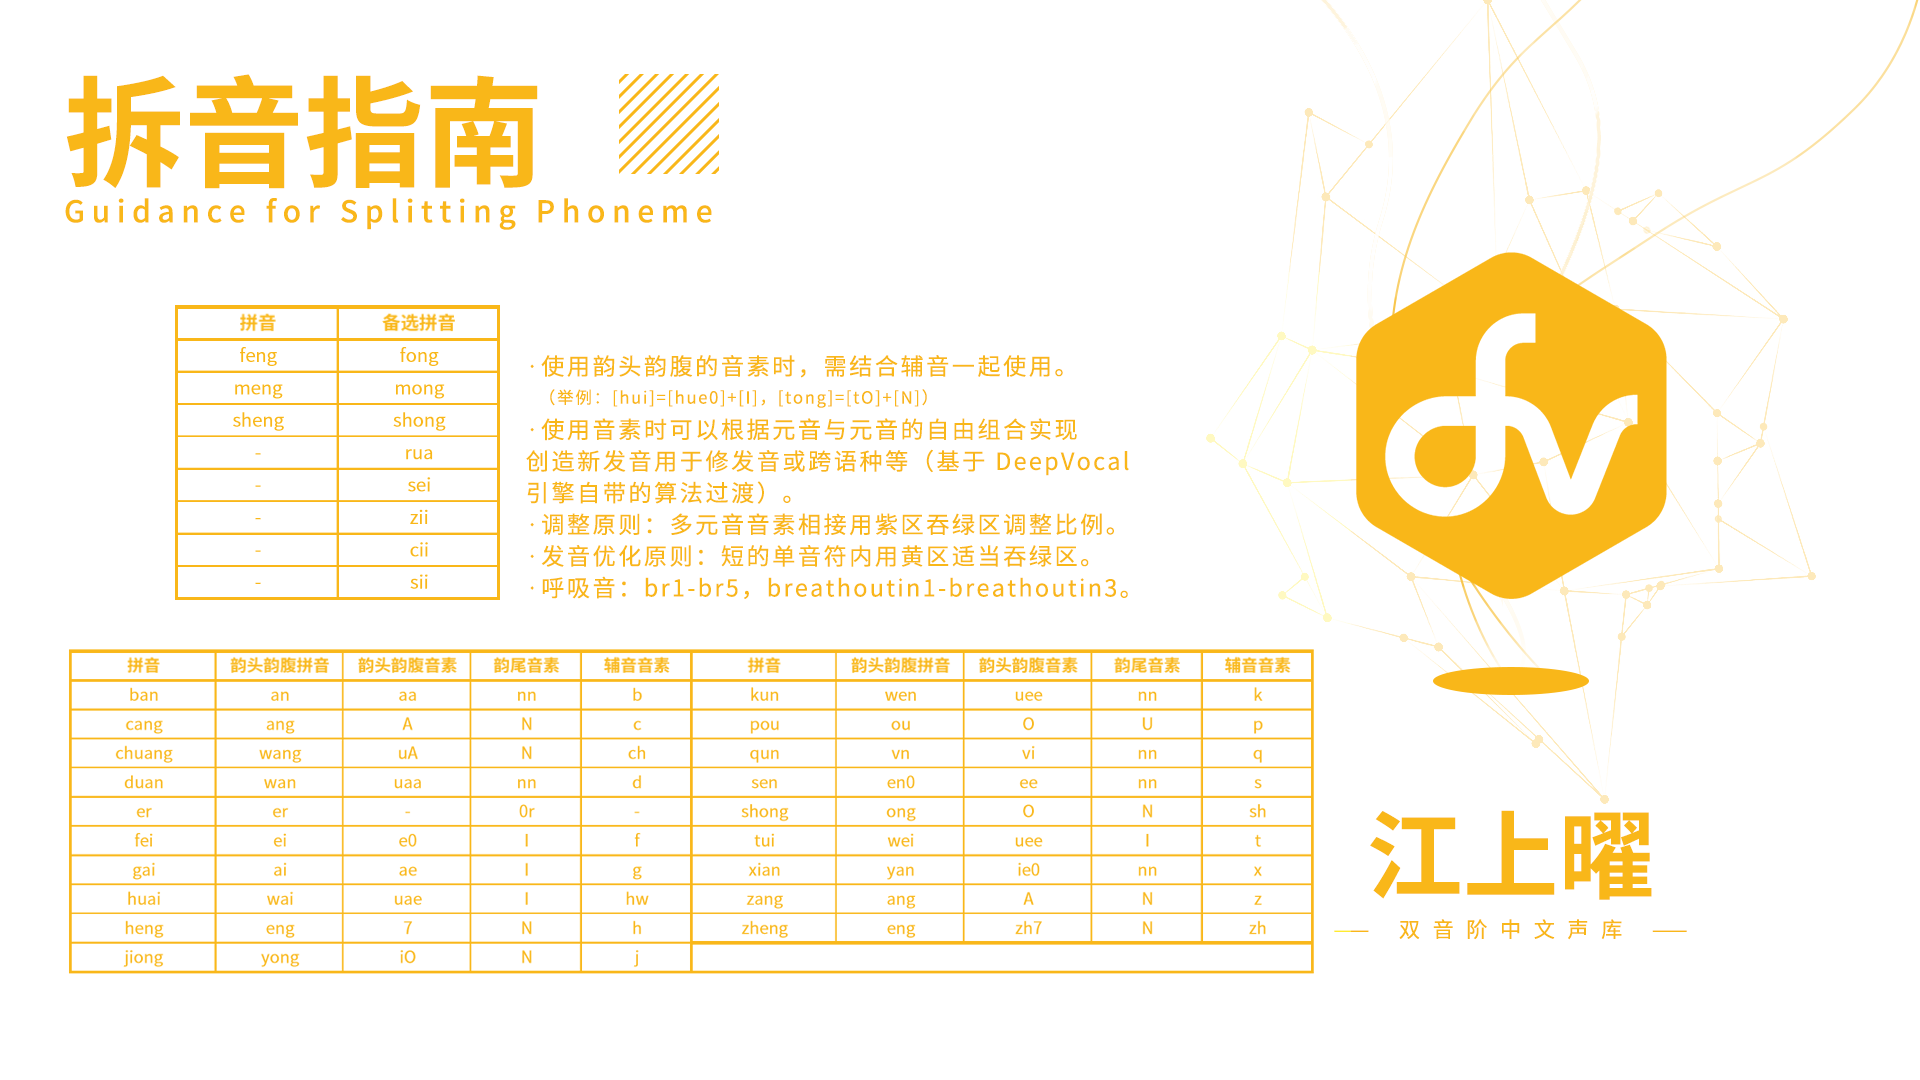 拆音指南
Guidance for Splitting Phoneme
拼音 备选拼音
feng fong
meng mong
sheng shong
- rua
- sei
- zii
- cii
- sii
·使用韵头韵腹的音素时，需结合辅音一起使用。
（举例：[hui]=[hue0]+[I]，[tong]=[tO]+[N]）
·使用音素时可以根据元音与元音的自由组合实现
创造新发音用于修发音或跨语种等（基于 DeepVocal
引擎自带的算法过渡）。
·调整原则：多元音音素相接用紫区吞绿区调整比例。
·发音优化原则：短的单音符内用黄区适当吞绿区。
·呼吸音：br1-br5，breathoutin1-breathoutin3。
拼音 韵头韵腹拼音 韵头韵腹音素 韵尾音素 辅音音素 拼音 韵头韵腹拼音 韵头韵腹音素 韵尾音素 辅音音素
ban an aa nn b kun wen uee nn k
cang ang A N c pou ou O U p
chuang wang uA N ch qun vn vi nn q
duan wan uaa nn d sen en0 ee nn s
er er - 0r - shong ong O N sh
fei ei e0 I f tui wei uee I t
gai ai ae I g xian yan ie0 nn x
huai wai uae I hw zang ang A N z
heng eng 7 N h zheng eng zh7 N zh
jiong yong iO N j
dv
江上曜
双音阶中文声库